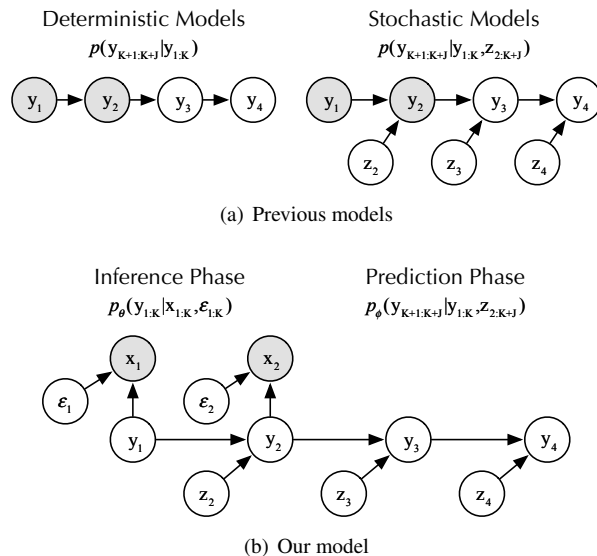 Deterministic Models Stochastic Models
p(y_{K+1:K+J}|y_{1:K}) p(y_{K+1:K+J}|y_{1:K},z_{2:K+J})
y_1 y_2 y_3 y_4 y_1 y_2 y_3 y_4
z_2 z_3 z_4
(a) Previous models
Inference Phase Prediction Phase
p_θ(y_{1:K}|x_{1:K},ε_{1:K}) p_ϕ(y_{K+1:K+J}|y_{1:K},z_{2:K+J})
x_1 x_2
ε_1 ε_2
y_1 y_2 y_3 y_4
z_2 z_3 z_4
(b) Our model